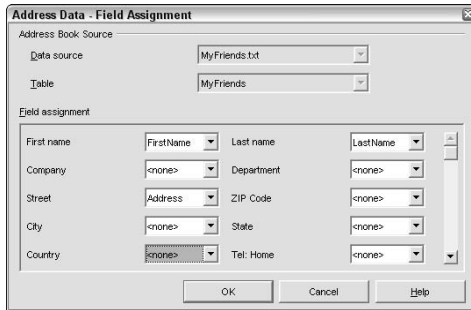 Address Data - Field Assignment
Address Book Source
Data source MyFriends.txt
Table MyFriends
Field assignment
First name FirstName Last name LastName
Company <none> Department <none>
Street Address ZIP Code <none>
City <none> State <none>
Country <none> Tel: Home <none>
OK Cancel Help